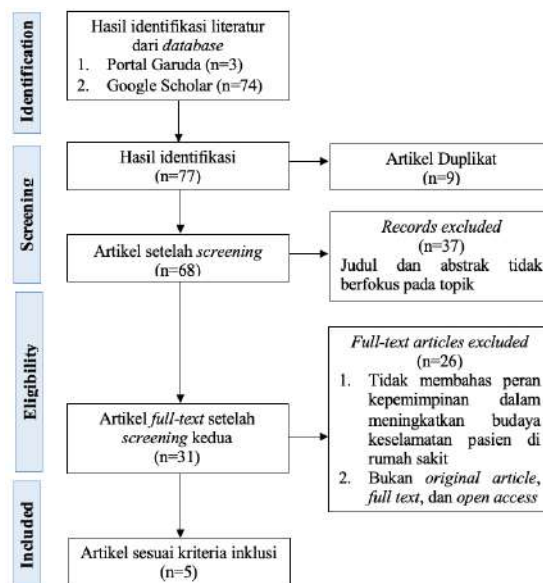 Identification
Hasil identifikasi literatur
dari database
1. Portal Garuda (n=3)
2. Google Scholar (n=74)
Screening
Hasil identifikasi
(n=77)
Artikel Duplikat
(n=9)
Artikel setelah screening
n=68)
Records excluded
(n=37)
Judul dan abstrak tidak
berfokus pada topik
Eligibility
Artikel full-text setelah
screening kedua
(n=31)
Full-text articles excluded
(n=26)
1. Tidak membahas peran
kepemimpinan dalam
meningkatkan budaya
keselamatan pasien di
rumah sakit
2. Bukan original article,
full text, dan open access
Included
Artikel sesuai kriteria inklusi
(n=5)